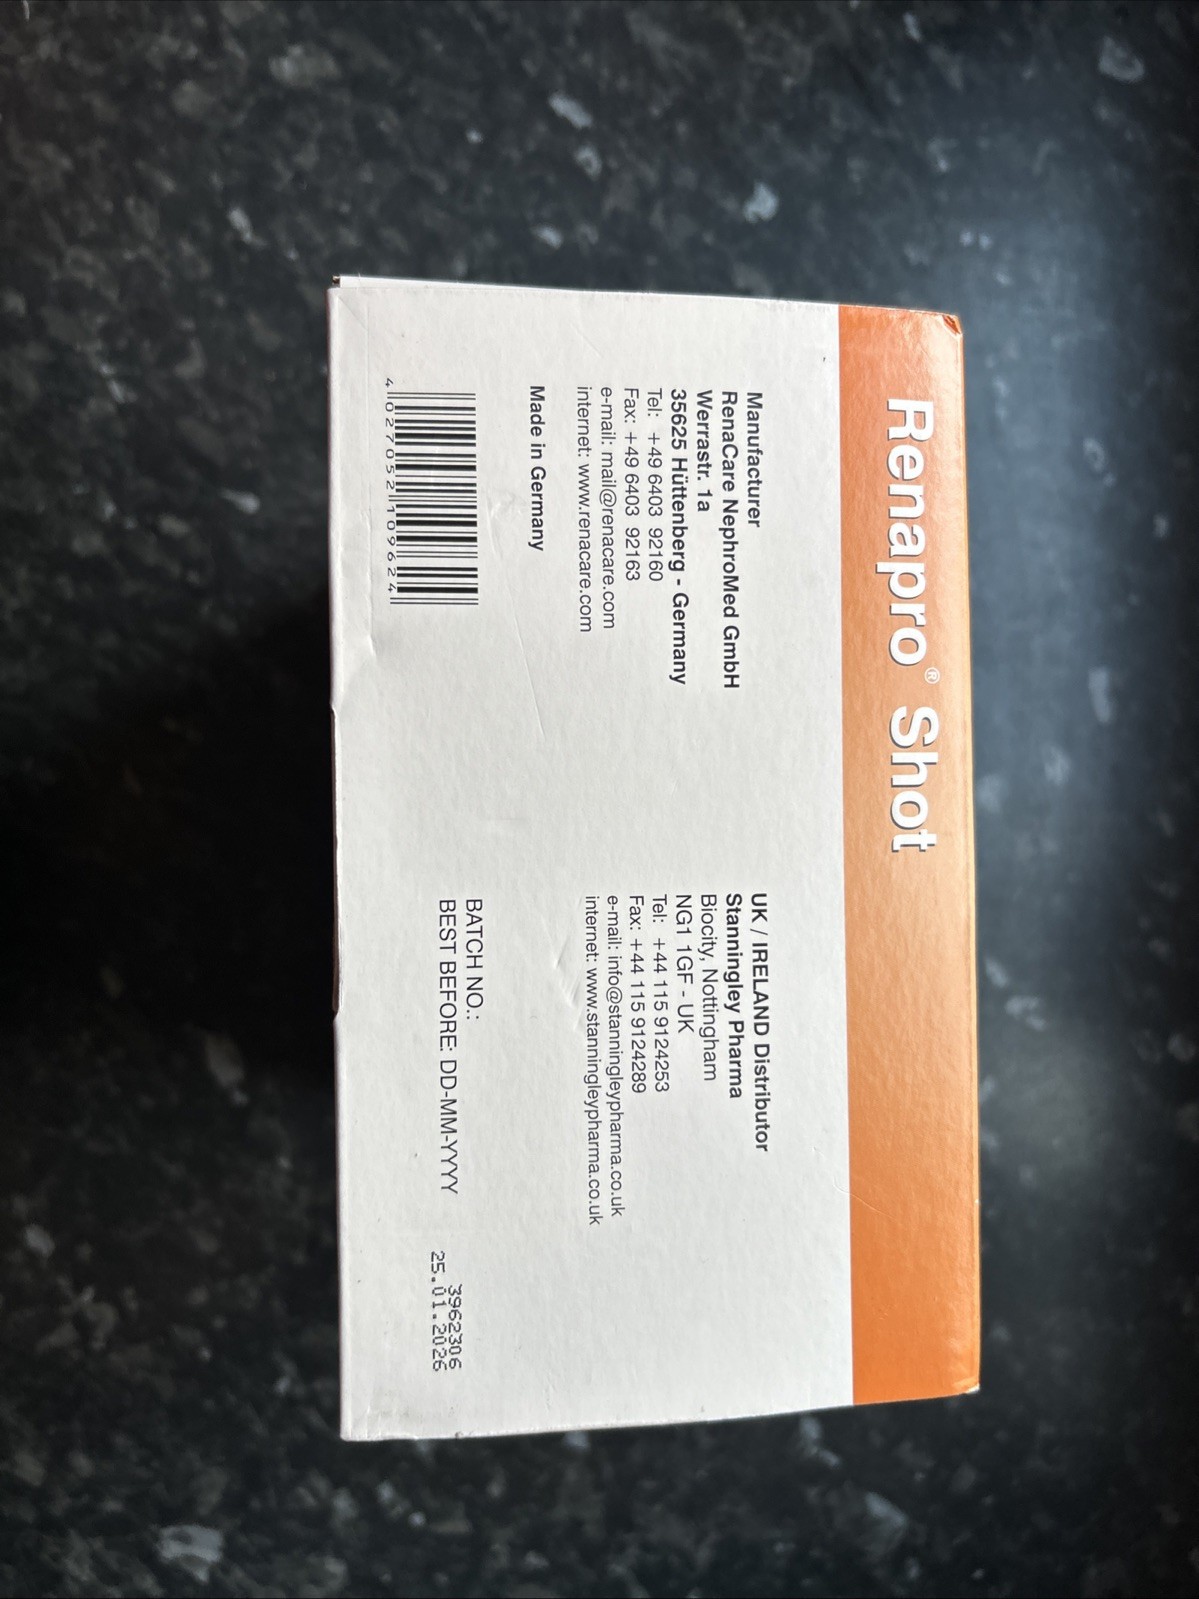 Renapro® Shot
Manufacturer
RenaCare NephroMed GmbH
Werrastr. 1a
35625 Hüttenberg - Germany
Tel: +49 6403 92160
Fax: +49 6403 92163
e-mail: mail@renacare.com
internet: www.renacare.com
Made in Germany
4 027052 109624
UK / IRELAND Distributor
Stanningley Pharma
Biocity, Nottingham
NG1 1GF - UK
Tel: +44 115 9124253
Fax: +44 115 9124289
e-mail: info@stanningleypharma.co.uk
internet: www.stanningleypharma.co.uk
BATCH NO.: 3962306
BEST BEFORE: DD-MM-YYYY 25.01.2026